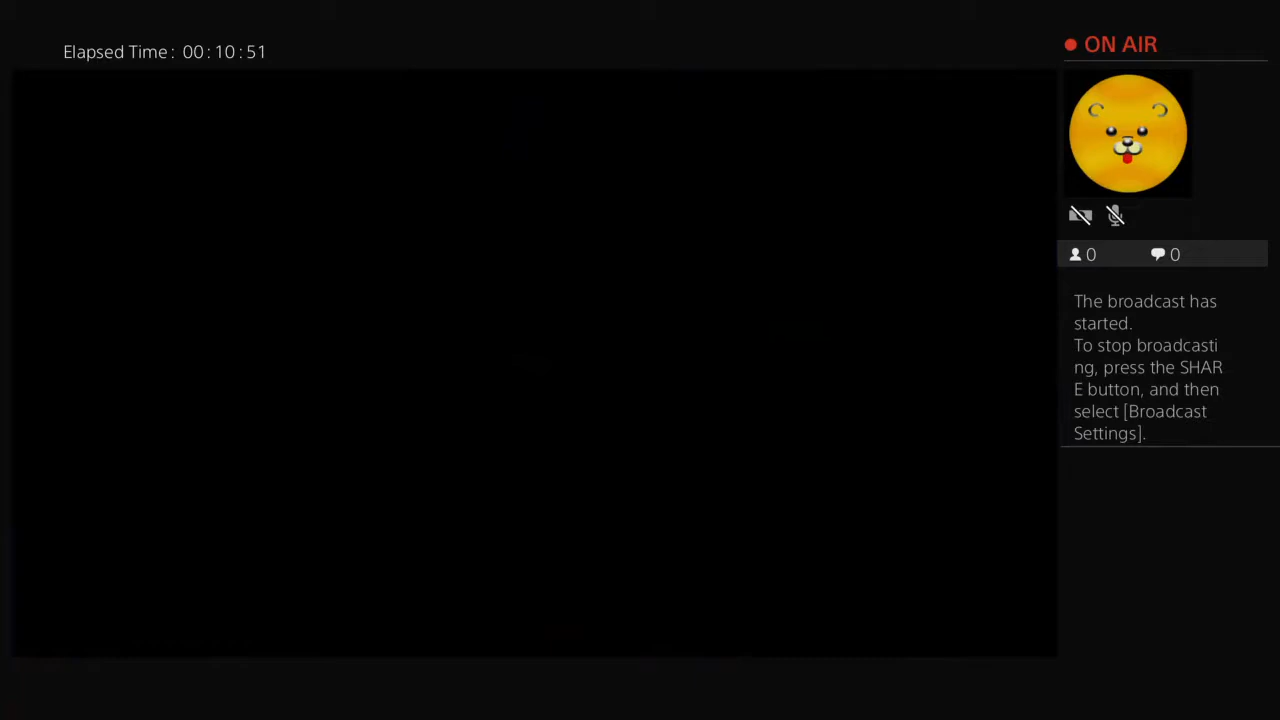 Elapsed Time: 00:10:51
ON AIR
0 0
The broadcast has
started.
To stop broadcasti
ng, press the SHAR
E button, and then
select [Broadcast
Settings].